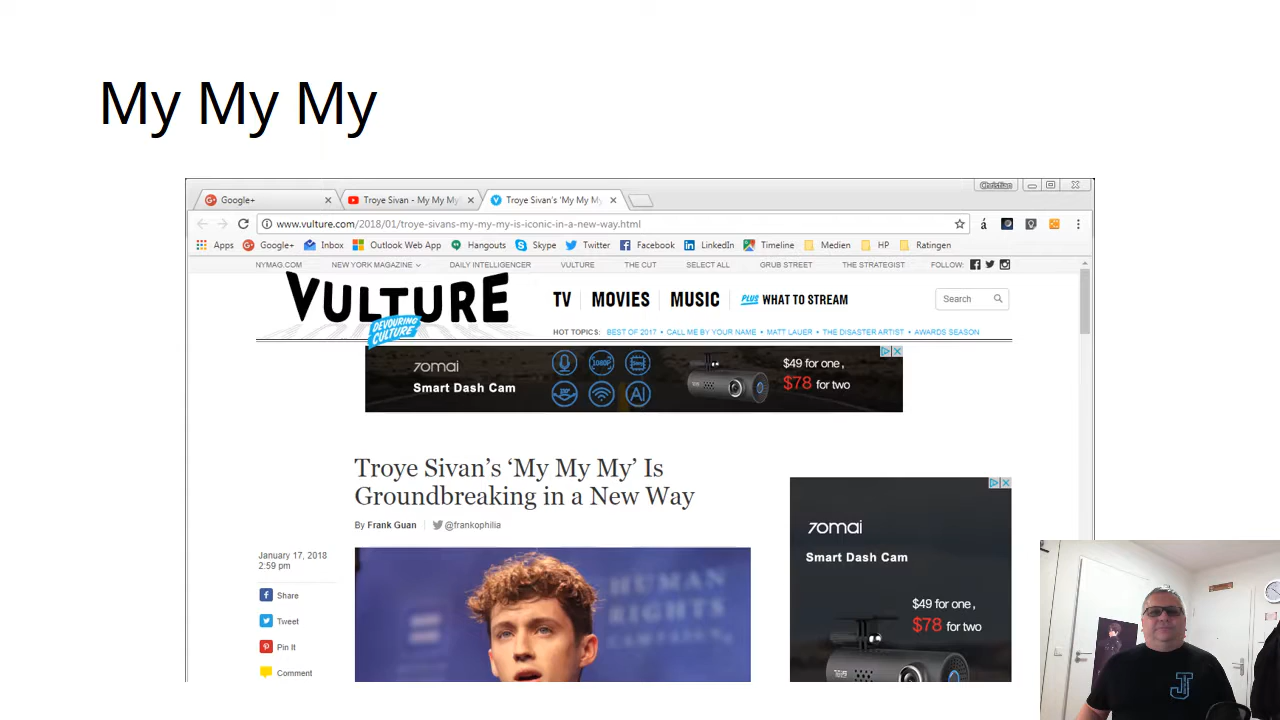 My My My
Google+
Troye Sivan - My My My
Troye Sivan's 'My My My
Christian
www.vulture.com/2018/01/troye-sivans-my-my-my-is-iconic-in-a-new-way.html
Apps Google+ Inbox Outlook Web App Hangouts Skype Twitter Facebook LinkedIn Timeline Medien HP Ratingen
NYMAG.COM NEW YORK MAGAZINE DAILY INTELLIGENCER VULTURE THE CUT SELECT ALL GRUB STREET THE STRATEGIST FOLLOW:
VULTURE
DEVOURING
CULTURE
TV MOVIES MUSIC PLUS WHAT TO STREAM
Search
HOT TOPICS: BEST OF 2017 • CALL ME BY YOUR NAME • MATT LAUER • THE DISASTER ARTIST • AWARDS SEASON
70mai
Smart Dash Cam
1080P
AI
$49 for one,
$78 for two
Troye Sivan's 'My My My' Is
Groundbreaking in a New Way
By Frank Guan
@frankophilia
January 17, 2018
2:59 pm
Share
Tweet
Pin It
Comment
HUMAN
RIGHTS
CAMPAIGN
70mai
Smart Dash Cam
$49 for one,
$78 for two
J